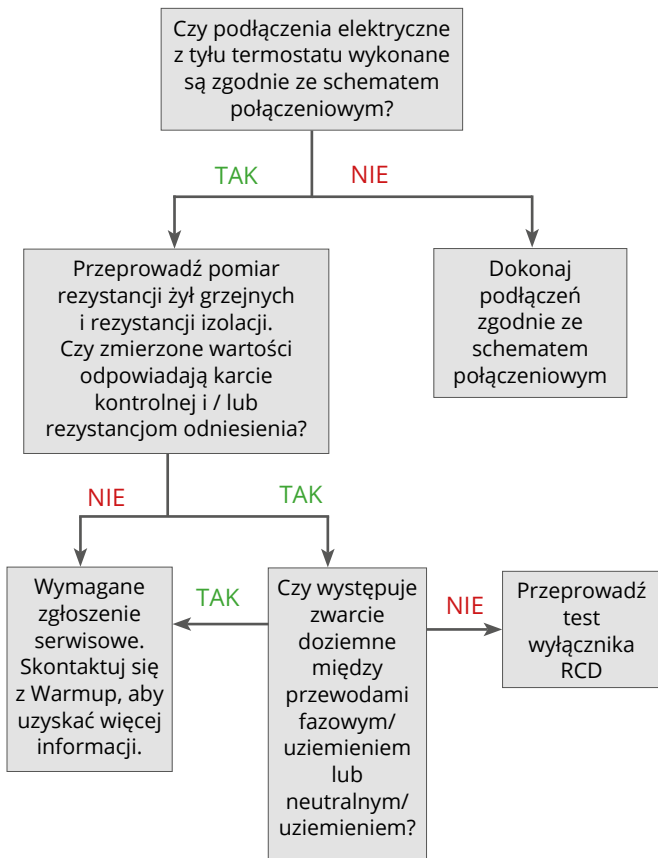 Czy podłączenia elektryczne
z tyłu termostatu wykonane
są zgodnie ze schematem
połączeniowym?
TAK
NIE
Przeprowadź pomiar
rezystancji żył grzejnych
i rezystancji izolacji.
Czy zmierzone wartości
odpowiadają karcie
kontrolnej i / lub
rezystancjom odniesienia?
Dokonaj
podłączeń
zgodnie ze
schematem
połączeniowym
NIE
TAK
Wymagane
zgłoszenie
serwisowe.
Skontaktuj się
z Warmup, aby
uzyskać więcej
informacji.
TAK
Czy występuje
zwarcie
doziemne
między
przewodami
fazowym/
uziemieniem
lub
neutralnym/
uziemieniem?
NIE
Przeprowadź
test
wyłącznika
RCD